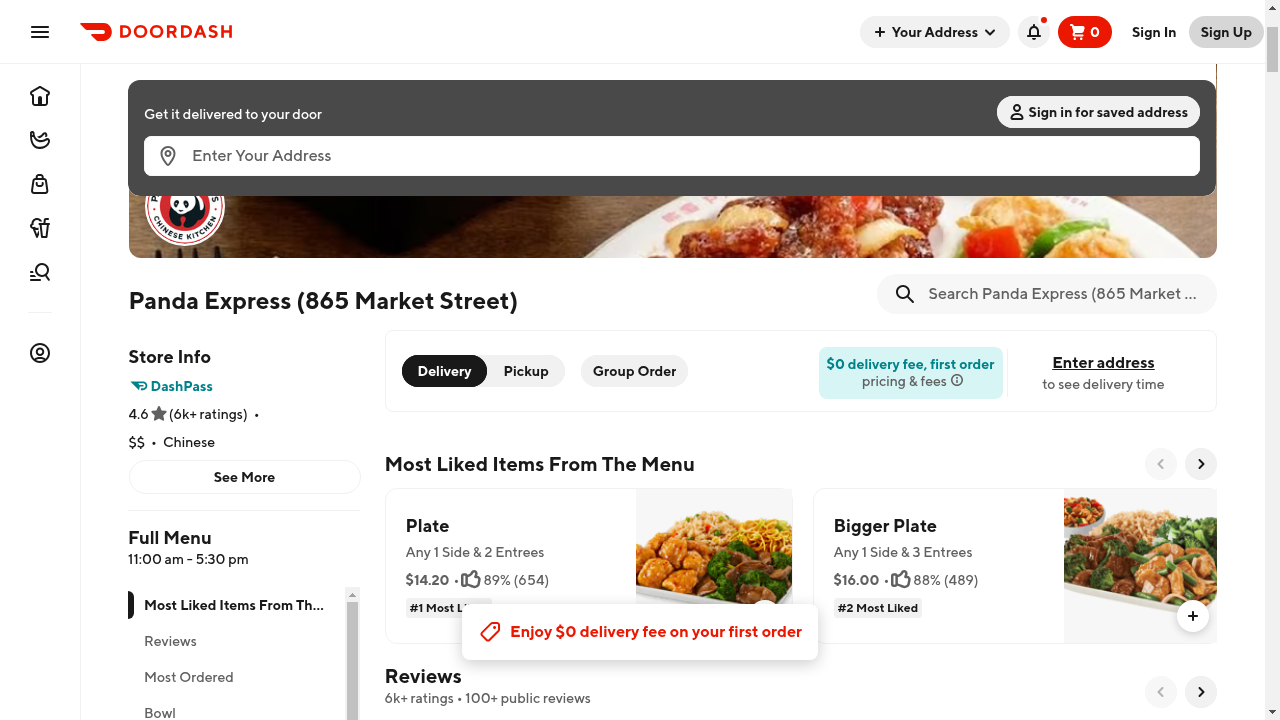 DOORDASH
Your Address
0
Sign In
Sign Up
Get it delivered to your door
Sign in for saved address
Enter Your Address
CHINESE KITCHEN
Panda Express (865 Market Street)
Search Panda Express (865 Market ...
Store Info
DashPass
4.6 (6k+ ratings) •
$$ • Chinese
See More
Full Menu
11:00 am - 5:30 pm
Most Liked Items From Th...
Reviews
Most Ordered
Bowl
Delivery
Pickup
Group Order
$0 delivery fee, first order
pricing & fees
Enter address
to see delivery time
Most Liked Items From The Menu
Plate
Any 1 Side & 2 Entrees
$14.20 • 89% (654)
#1 Most Li
Bigger Plate
Any 1 Side & 3 Entrees
$16.00 • 88% (489)
#2 Most Liked
Enjoy $0 delivery fee on your first order
Reviews
6k+ ratings • 100+ public reviews